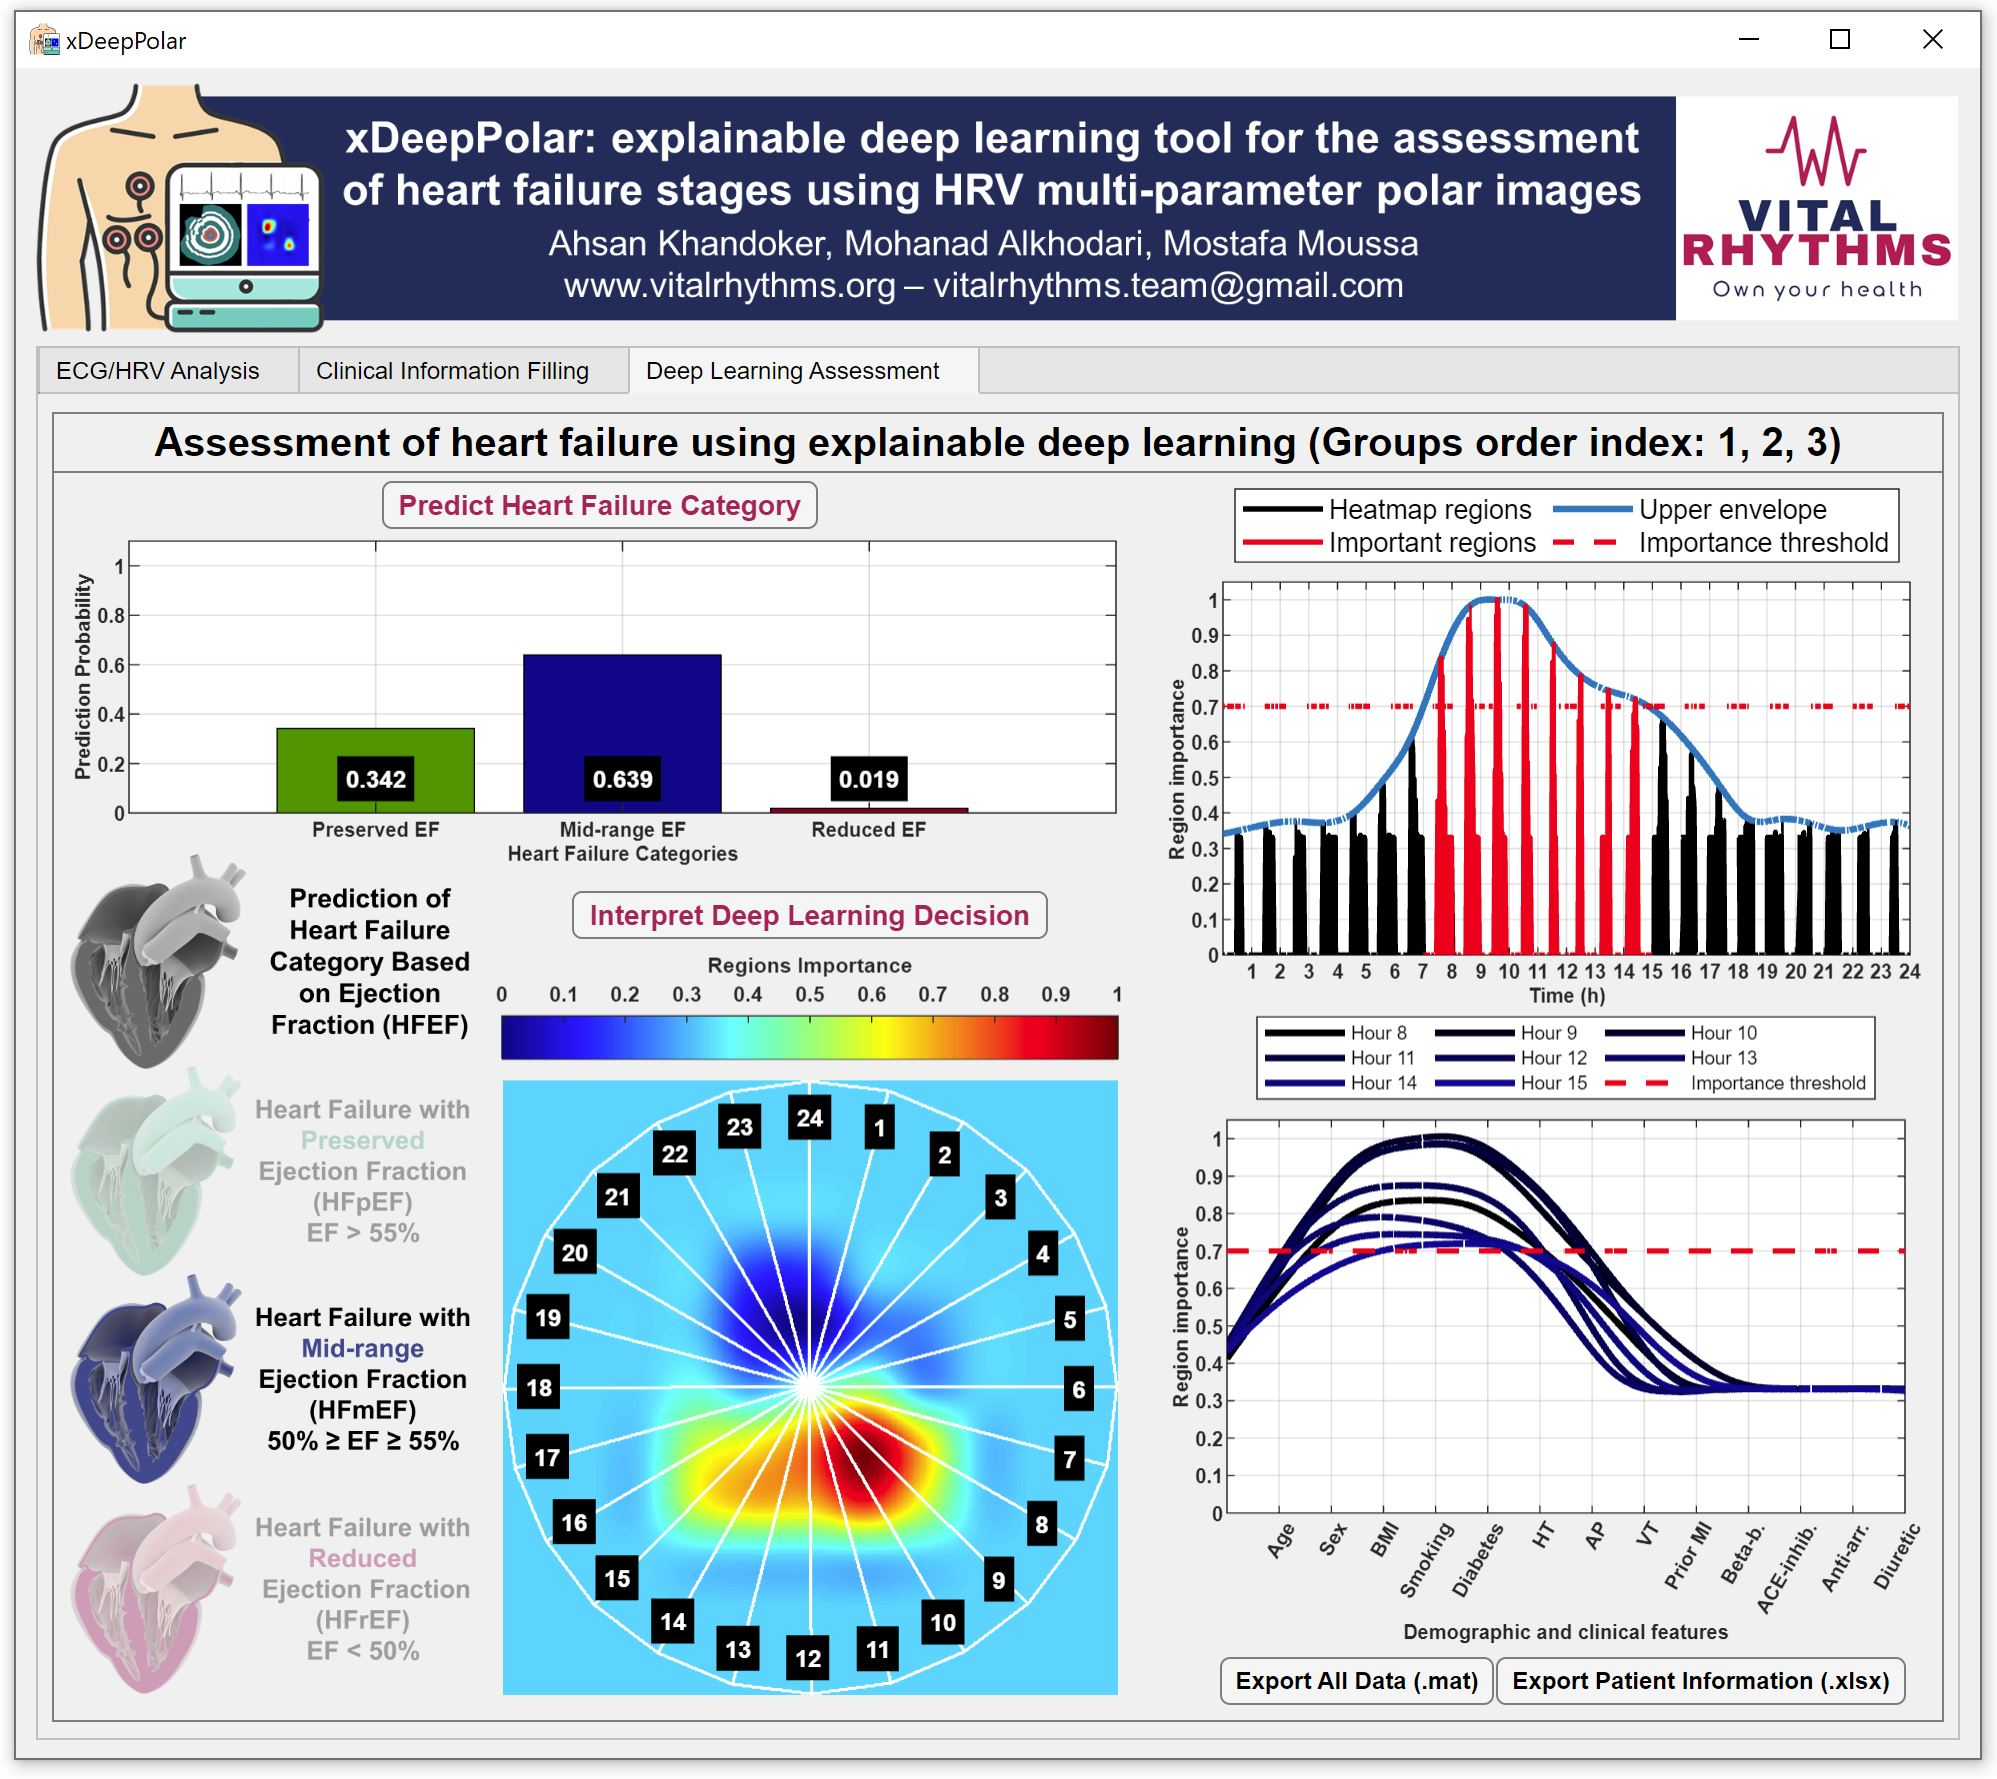 xDeepPolar
xDeepPolar: explainable deep learning tool for the assessment
of heart failure stages using HRV multi-parameter polar images
Ahsan Khandoker, Mohanad Alkhodari, Mostafa Moussa
www.vitalrhythms.org – vitalrhythms.team@gmail.com
VITAL
RHYTHMS
Own your health
ECG/HRV Analysis
Clinical Information Filling
Deep Learning Assessment
Assessment of heart failure using explainable deep learning (Groups order index: 1, 2, 3)
Predict Heart Failure Category
Prediction Probability
1
0.8
0.6
0.4
0.2
0
0.342
0.639
0.019
Preserved EF
Mid-range EF
Reduced EF
Heart Failure Categories
Prediction of
Heart Failure
Category Based
on Ejection
Fraction (HFEF)
Heart Failure with
Preserved
Ejection Fraction
(HFpEF)
EF > 55%
Heart Failure with
Mid-range
Ejection Fraction
(HFmEF)
50% ≥ EF ≥ 55%
Heart Failure with
Reduced
Ejection Fraction
(HFrEF)
EF < 50%
Interpret Deep Learning Decision
Regions Importance
0 0.1 0.2 0.3 0.4 0.5 0.6 0.7 0.8 0.9 1
24
1
2
3
4
5
6
7
8
9
10
11
12
13
14
15
16
17
18
19
20
21
22
23
Heatmap regions
Upper envelope
Important regions
Importance threshold
Region importance
1
0.9
0.8
0.7
0.6
0.5
0.4
0.3
0.2
0.1
0
1 2 3 4 5 6 7 8 9 10 11 12 13 14 15 16 17 18 19 20 21 22 23 24
Time (h)
Hour 8 Hour 9 Hour 10
Hour 11 Hour 12 Hour 13
Hour 14 Hour 15 Importance threshold
Region importance
1
0.9
0.8
0.7
0.6
0.5
0.4
0.3
0.2
0.1
0
Age
Sex
BMI
Smoking
Diabetes
HT
AP
VT
Prior MI
Beta-b.
ACE-inhib.
Anti-arr.
Diuretic
Demographic and clinical features
Export All Data (.mat)
Export Patient Information (.xlsx)